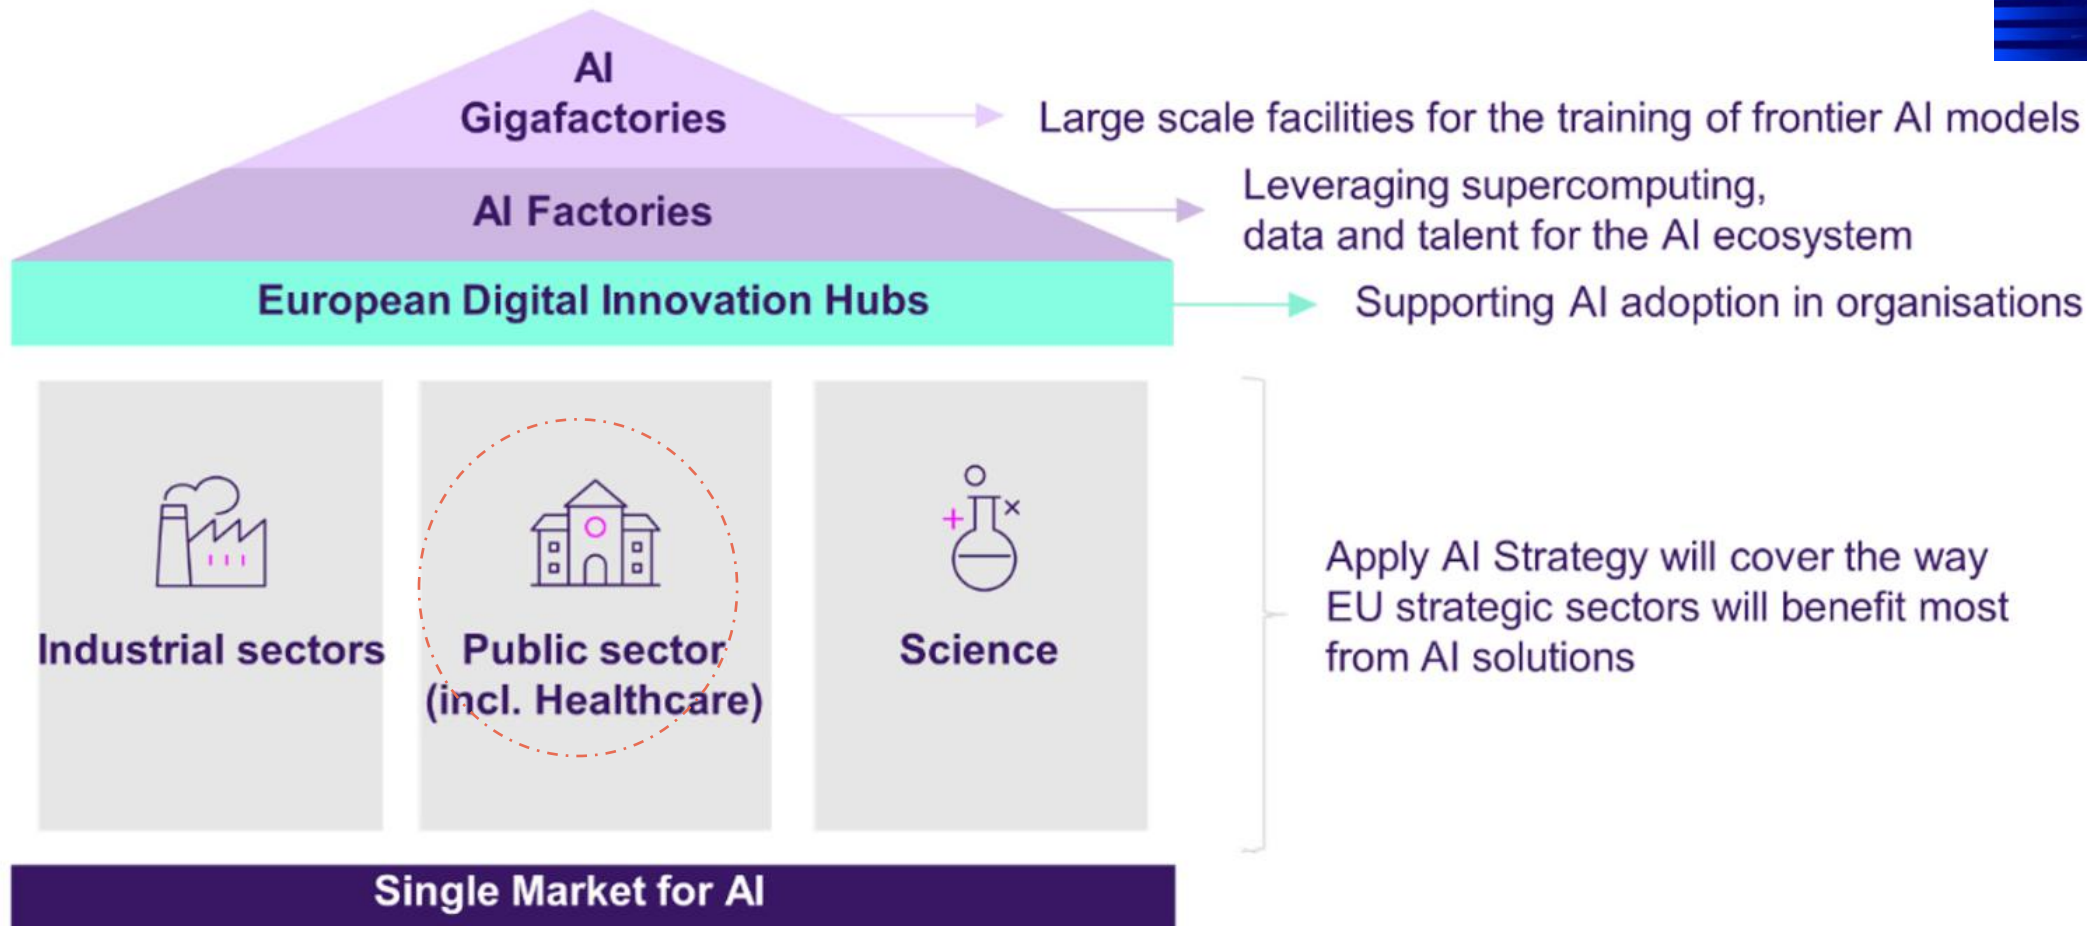 AI
Gigafactories
Large scale facilities for the training of frontier AI models
AI Factories
Leveraging supercomputing,
data and talent for the AI ecosystem
European Digital Innovation Hubs
Supporting AI adoption in organisations
Industrial sectors
Public sector
(incl. Healthcare)
Science
Apply AI Strategy will cover the way
EU strategic sectors will benefit most
from AI solutions
Single Market for AI